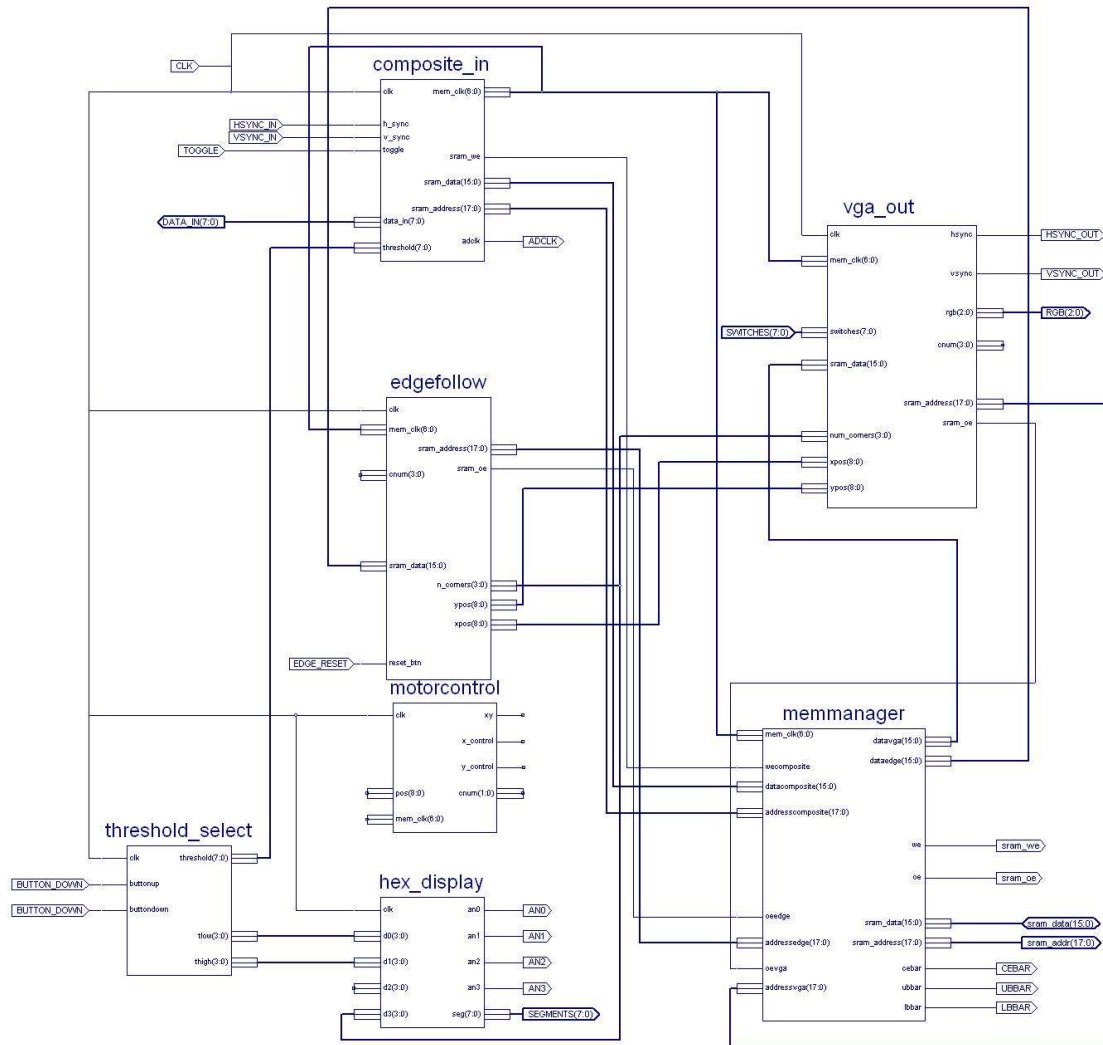 CLK
composite_in
clk
mem_clk(6:0)
HSYNC_IN
h_sync
VSYNC_IN
v_sync
TOGGLE
toggle
sram_we
sram_data(15:0)
sram_address(17:0)
DATA_IN(7:0)
data_in(7:0)
threshold(7:0)
adclk
ADCLK
vga_out
clk
hsync
HSYNC_OUT
mem_clk(6:0)
vsync
VSYNC_OUT
rgb(2:0)
RGB(2:0)
SWITCHES(7:0)
switches(7:0)
cnum(3:0)
sram_data(15:0)
sram_address(17:0)
sram_oe
num_corners(3:0)
xpos(8:0)
ypos(8:0)
edgefollow
clk
mem_clk(6:0)
sram_address(17:0)
sram_oe
cnum(3:0)
sram_data(15:0)
n_corners(3:0)
ypos(8:0)
xpos(8:0)
EDGE_RESET
reset_btn
motorcontrol
clk
xy
x_control
y_control
pos(8:0)
cnum(1:0)
mem_clk(6:0)
memmanager
mem_clk(6:0)
datavga(15:0)
dataedge(15:0)
wecomposite
datacomposite(15:0)
addresscomposite(17:0)
we
sram_we
oe
sram_oe
oeedge
sram_data(15:0)
sram_data(15:0)
addressedge(17:0)
sram_address(17:0)
sram_addr(17:0)
oevga
cebar
CEBAR
addressvga(17:0)
ubbar
UBBAR
lbbar
LBBAR
threshold_select
clk
threshold(7:0)
BUTTON_DOWN
buttonup
BUTTON_DOWN
buttondown
tlow(3:0)
thigh(3:0)
hex_display
clk
an0
AN0
an1
AN1
d0(3:0)
an2
AN2
d1(3:0)
an3
AN3
d2(3:0)
d3(3:0)
seg(7:0)
SEGMENTS(7:0)